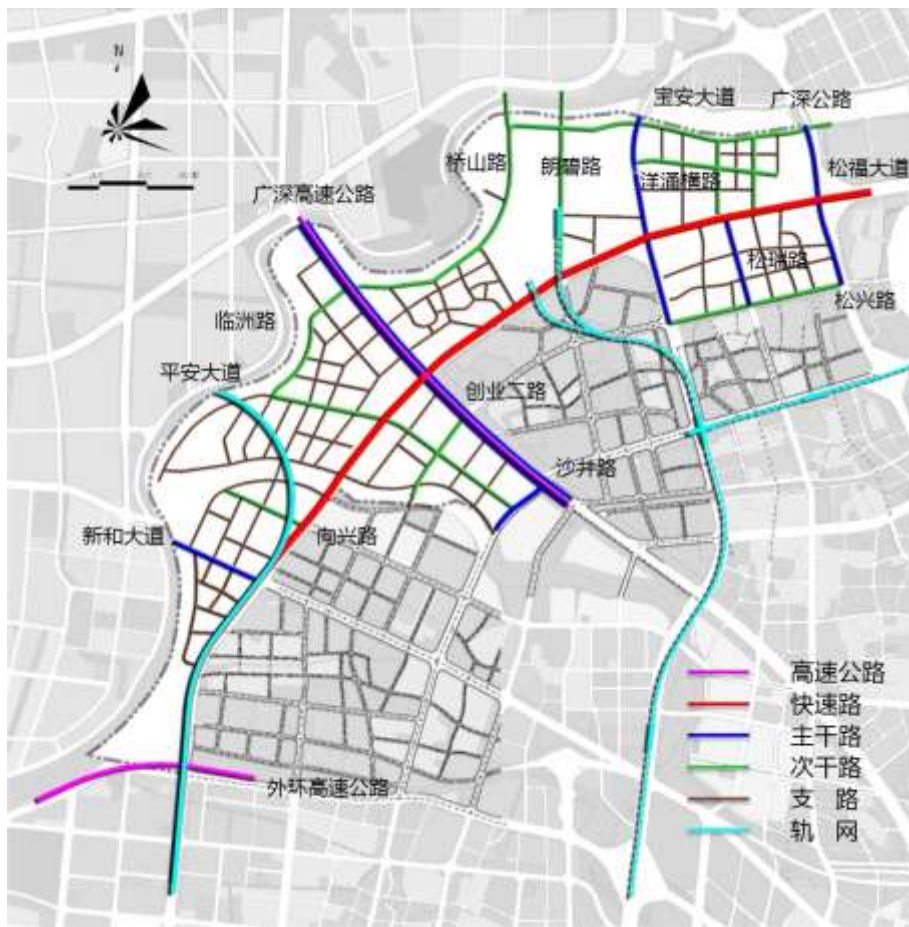 N
宝安大道
广深公路
桥山路
朗碧路
洋涌横路
松福大道
广深高速公路
松瑞路
松兴路
临洲路
平安大道
创业二路
沙井路
新和大道
向兴路
高速公路
快速路
主干路
次干路
支 路
轨 网
外环高速公路